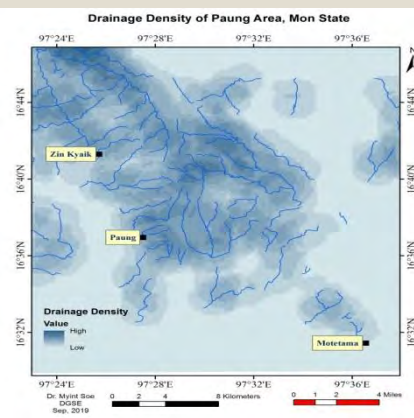 Drainage Density of Paung Area, Mon State
97°24'E 97°28'E 97°32'E 97°36'E
N
16°44'N 16°44'N
Zin Kyaik
16°40'N 16°40'N
Paung
16°36'N 16°36'N
Drainage Density
Value
High
Low
16°32'N 16°32'N
Motetama
97°24'E 97°28'E 97°32'E 97°36'E
Dr. Myint Soe
DGSE
Sep, 2019
0 2 4 8 Kilometers
0 1 2 4 Miles